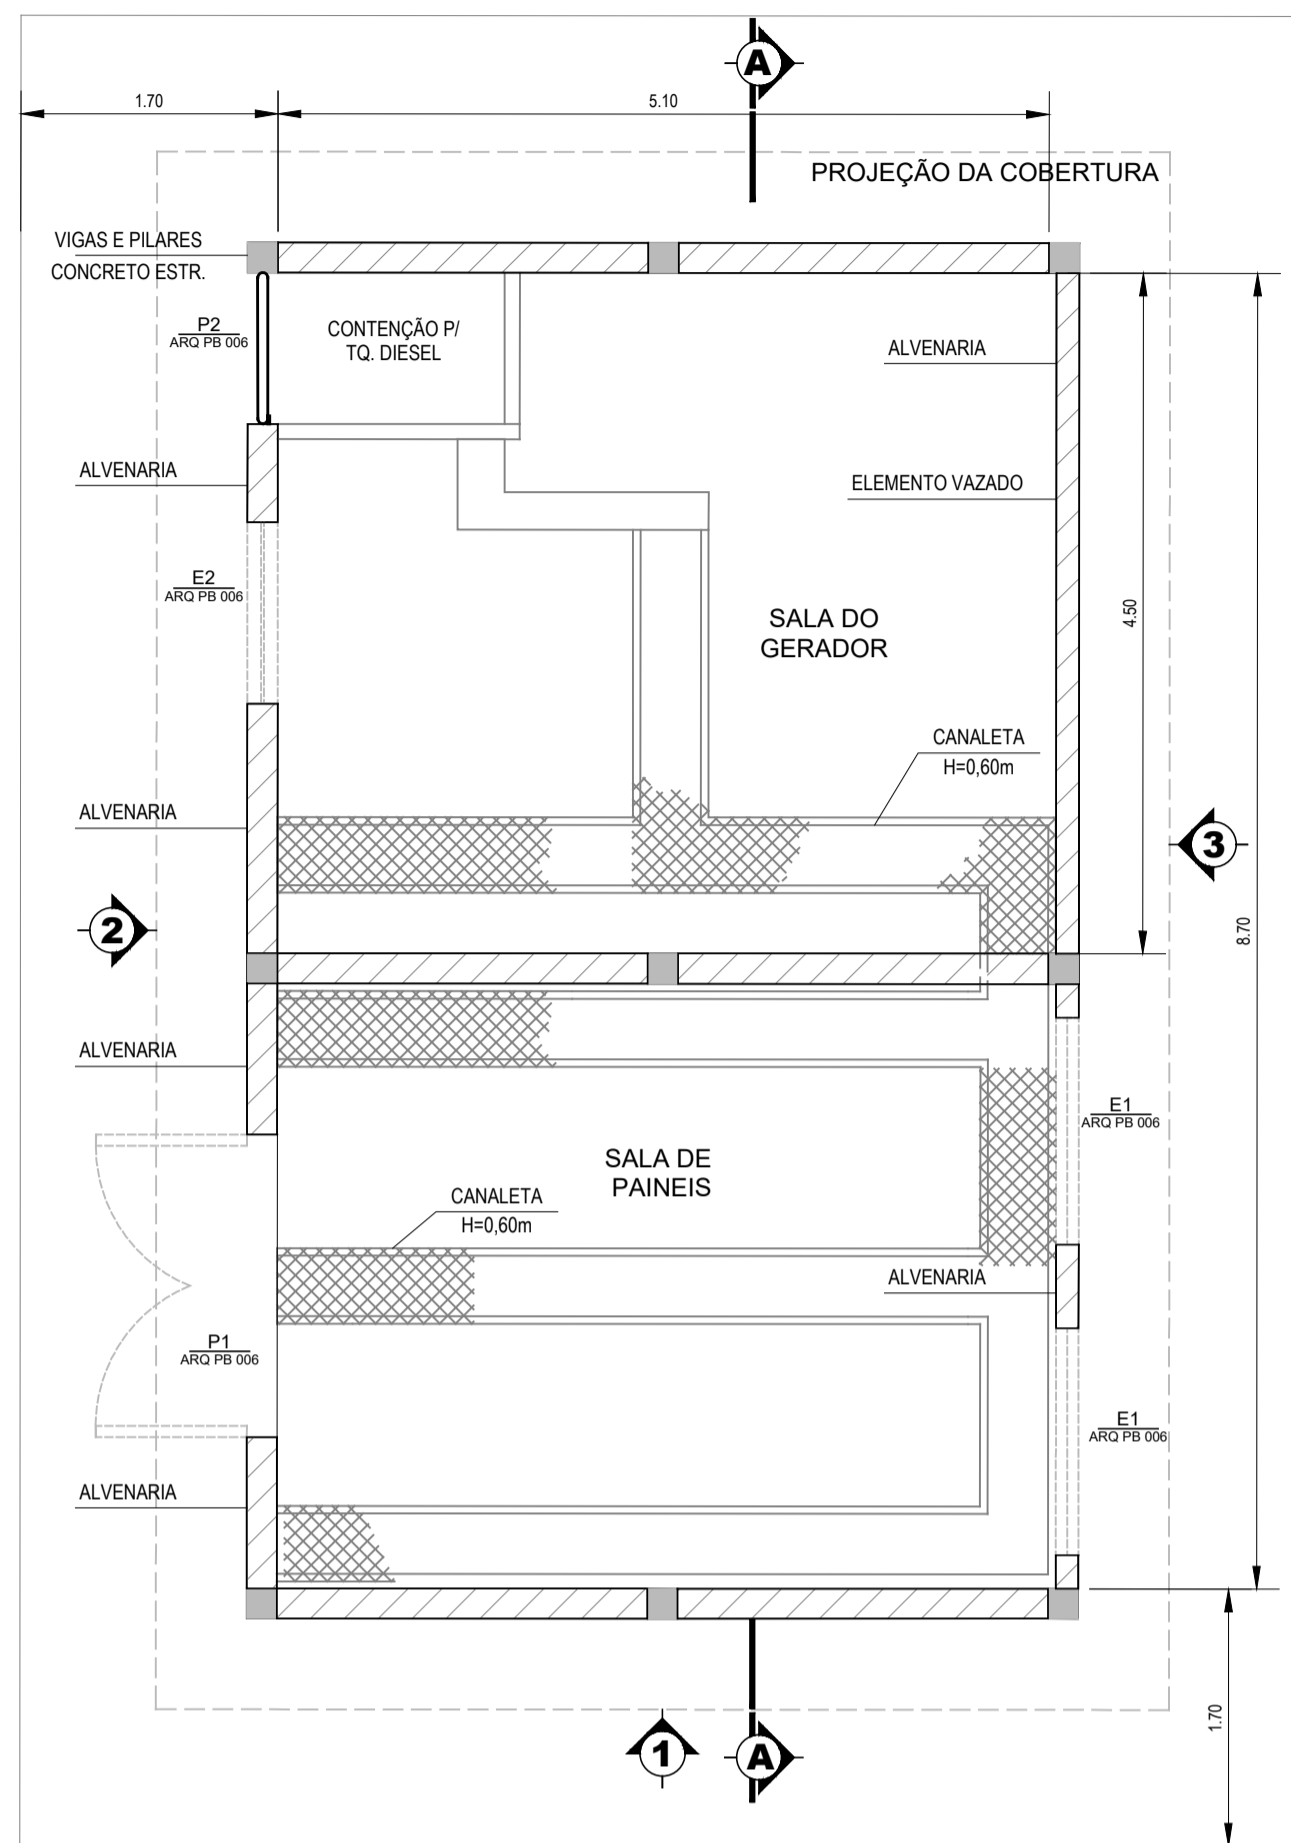 A
1.70
5.10
PROJEÇÃO DA COBERTURA
VIGAS E PILARES
CONCRETO ESTR.
P2
ARQ PB 006
CONTENÇÃO P/
TQ. DIESEL
ALVENARIA
ALVENARIA
ELEMENTO VAZADO
E2
ARQ PB 006
4.50
SALA DO
GERADOR
CANALETA
H=0,60m
ALVENARIA
3
2
8.70
ALVENARIA
E1
ARQ PB 006
SALA DE
PAINEIS
CANALETA
H=0,60m
ALVENARIA
P1
ARQ PB 006
E1
ARQ PB 006
ALVENARIA
1.70
1
A